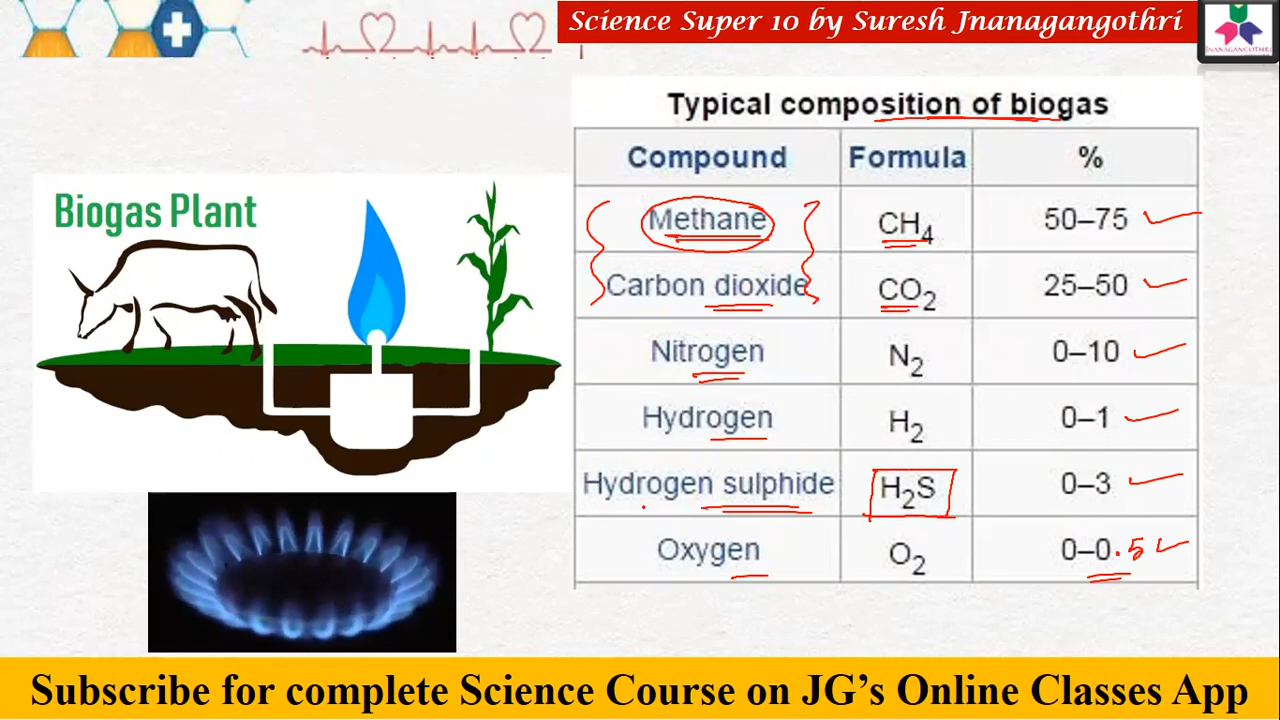 Science Super 10 by Suresh Jnanagangothri
JNANAGANGOTHRI
Typical composition of biogas
Compound Formula %
Methane CH₄ 50–75
Carbon dioxide CO₂ 25–50
Nitrogen N₂ 0–10
Hydrogen H₂ 0–1
Hydrogen sulphide H₂S 0–3
Oxygen O₂ 0–0.5
Biogas Plant
Subscribe for complete Science Course on JG's Online Classes App